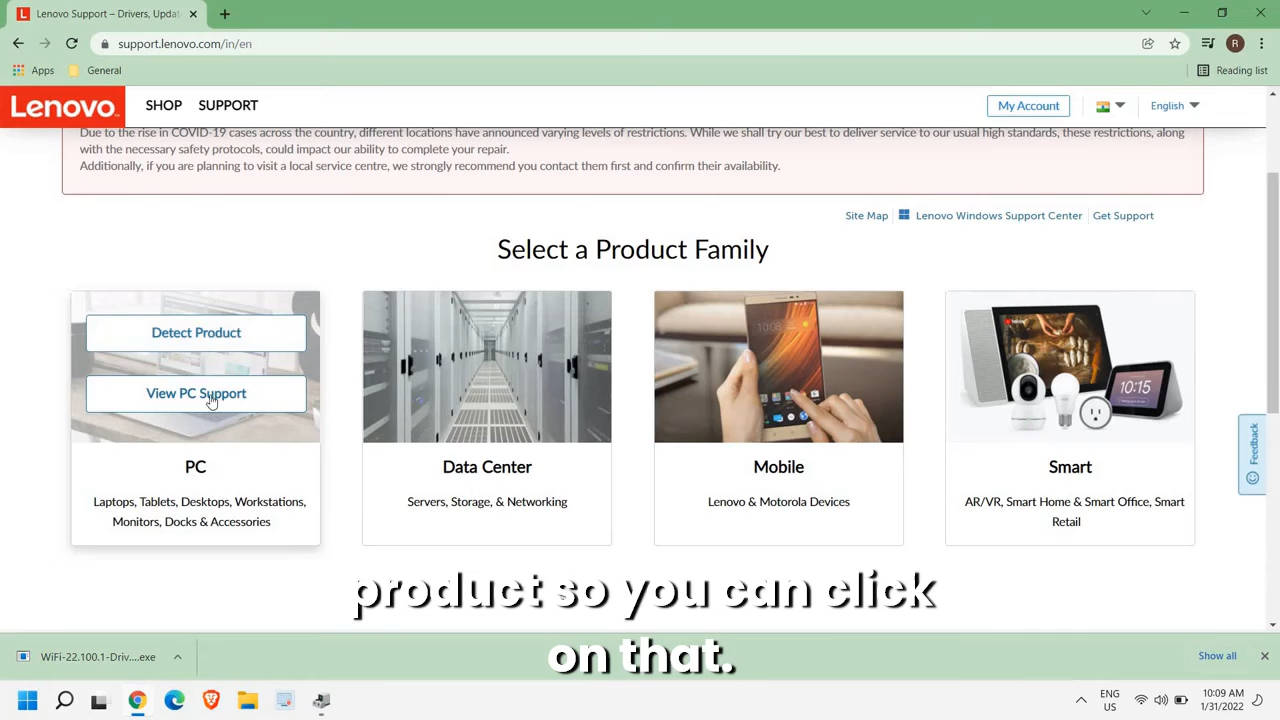 Lenovo Support – Drivers, Updat
support.lenovo.com/in/en
R
Apps General Reading list
Lenovo SHOP SUPPORT My Account English
Due to the rise in COVID-19 cases across the country, different locations have announced varying levels of restrictions. While we shall try our best to deliver service to our usual high standards, these restrictions, along
with the necessary safety protocols, could impact our ability to complete your repair.
Additionally, if you are planning to visit a local service centre, we strongly recommend you contact them first and confirm their availability.
Site Map Lenovo Windows Support Center Get Support
Select a Product Family
Detect Product
View PC Support
PC
Laptops, Tablets, Desktops, Workstations,
Monitors, Docks & Accessories
Data Center
Servers, Storage, & Networking
10:08
Mobile
Lenovo & Motorola Devices
10:15
Smart
AR/VR, Smart Home & Smart Office, Smart
Retail
Feedback
product so you can click
on that.
WiFi-22.100.1-Driv....exe Show all
ENG
US
10:09 AM
1/31/2022